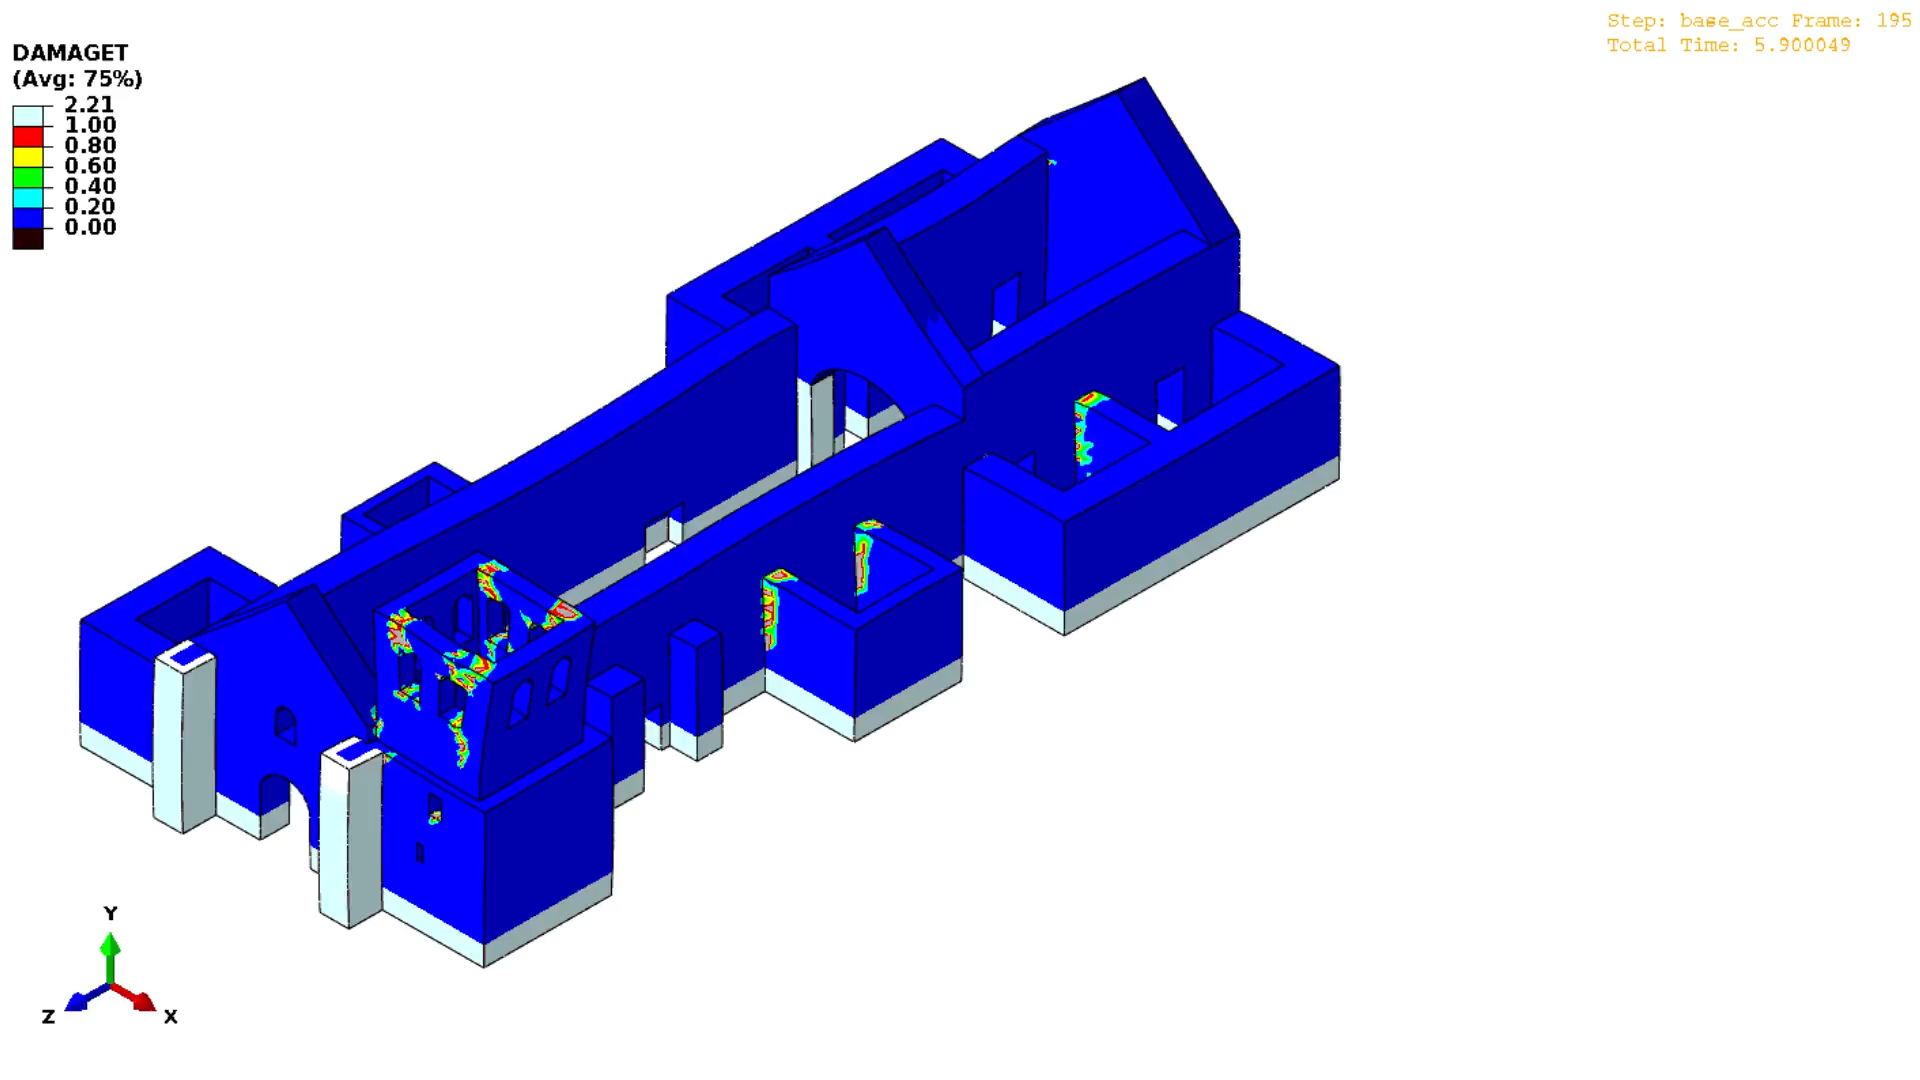 Step: base_acc Frame: 195
Total Time: 5.900049
DAMAGET
(Avg: 75%)
2.21
1.00
0.80
0.60
0.40
0.20
0.00
Y
Z
X